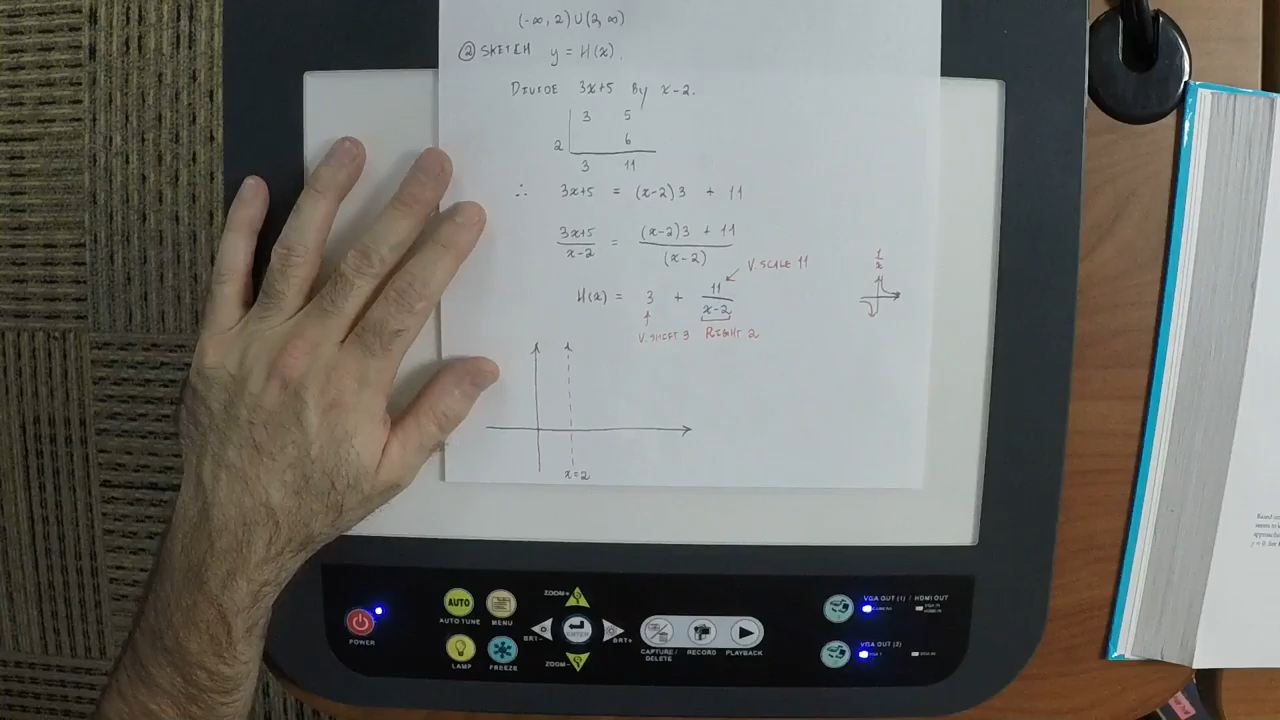 (-∞, 2) ∪ (2, ∞)
② SKETCH y = H(x).
DIVIDE 3x+5 By x-2.
3 5
6
2
3 11
∴ 3x+5 = (x-2)3 + 11
3x+5 / x-2 = (x-2)3 + 11 / (x-2)
V. SCALE 11
H(x) = 3 + 11 / x-2
V. SHIFT 3 RIGHT 2
1/x
x=2
AUTO
AUTO TUNE
MENU
ZOOM+
POWER
BRT-
ENTER
BRT+
LAMP
FREEZE
ZOOM-
CAPTURE/
DELETE
RECORD
PLAYBACK
VGA OUT (1) / HDMI OUT
VGA OUT (2)